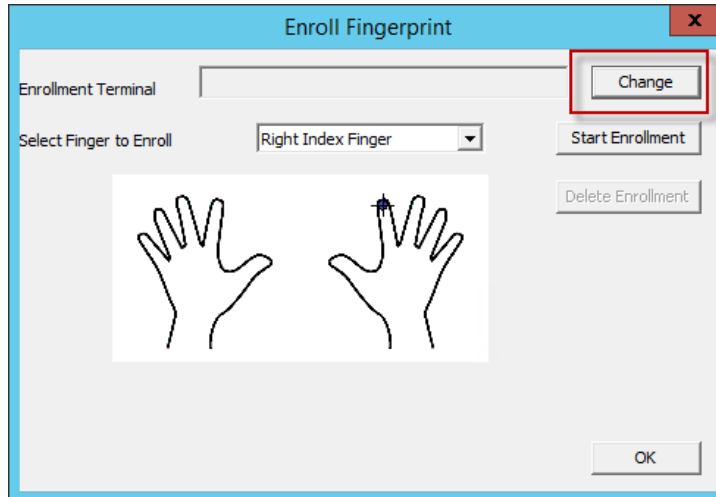 Enroll Fingerprint
x
Enrollment Terminal
Change
Select Finger to Enroll
Right Index Finger
Start Enrollment
Delete Enrollment
OK